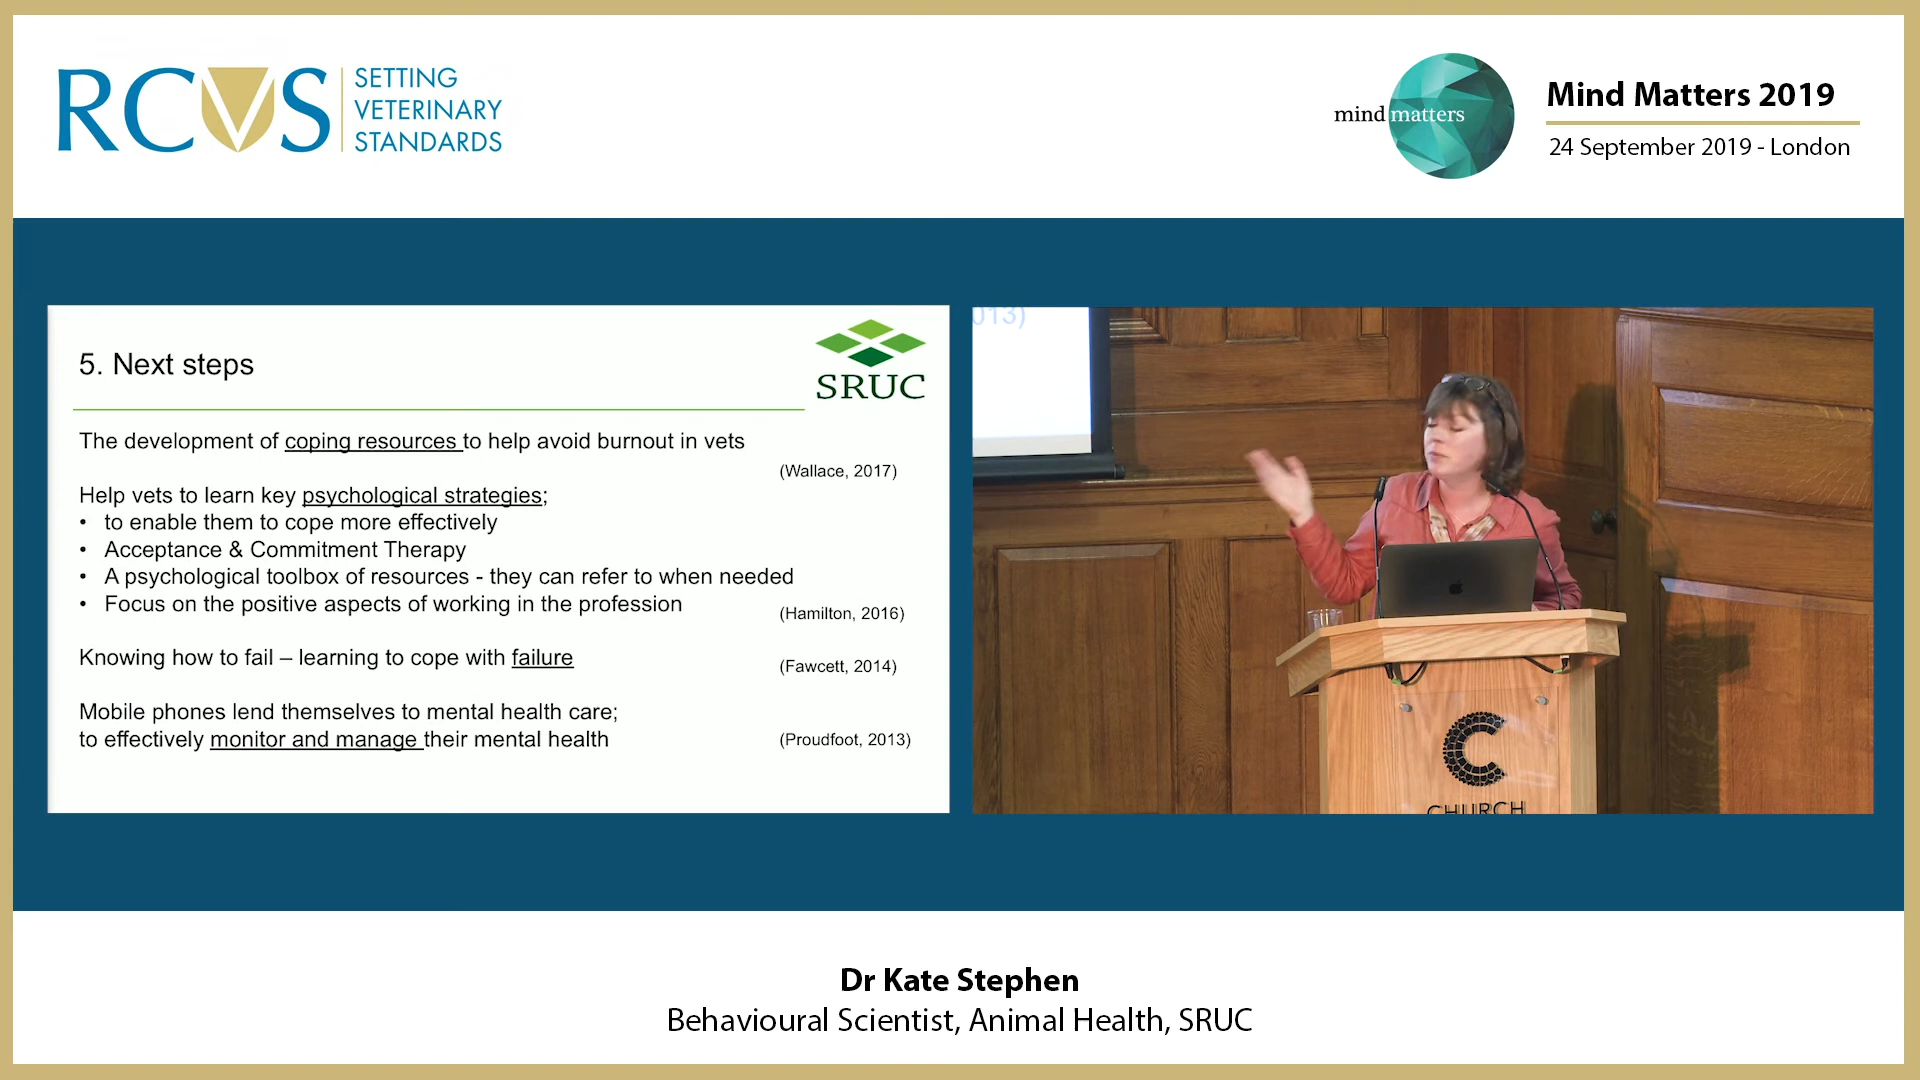 RCVS
SETTING
VETERINARY
STANDARDS
mind matters
Mind Matters 2019
24 September 2019 - London
5. Next steps
SRUC
The development of coping resources to help avoid burnout in vets
(Wallace, 2017)
Help vets to learn key psychological strategies;
• to enable them to cope more effectively
• Acceptance & Commitment Therapy
• A psychological toolbox of resources - they can refer to when needed
• Focus on the positive aspects of working in the profession
(Hamilton, 2016)
Knowing how to fail – learning to cope with failure
(Fawcett, 2014)
Mobile phones lend themselves to mental health care;
to effectively monitor and manage their mental health
(Proudfoot, 2013)
013)
C
CHURCH
Dr Kate Stephen
Behavioural Scientist, Animal Health, SRUC